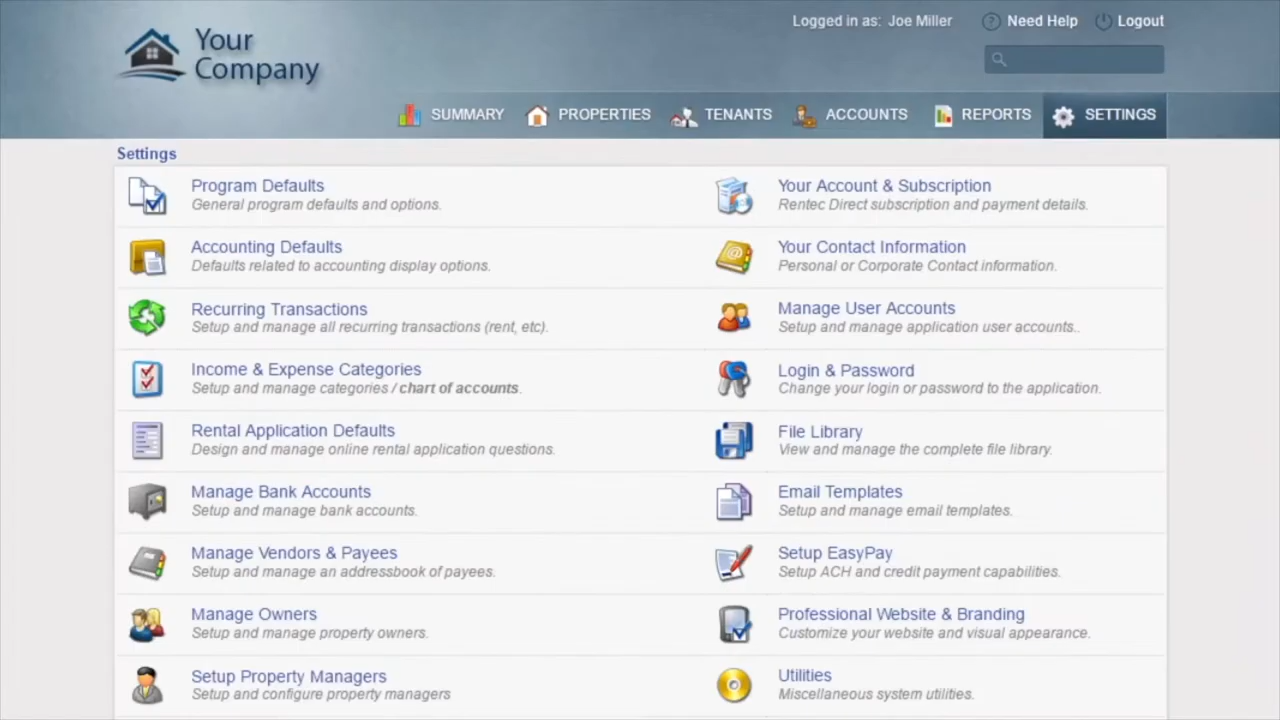 Your
Company
Logged in as: Joe Miller
Need Help
Logout
SUMMARY
PROPERTIES
TENANTS
ACCOUNTS
REPORTS
SETTINGS
Settings
Program Defaults
General program defaults and options.
Your Account & Subscription
Rentec Direct subscription and payment details.
Accounting Defaults
Defaults related to accounting display options.
Your Contact Information
Personal or Corporate Contact information.
Recurring Transactions
Setup and manage all recurring transactions (rent, etc).
Manage User Accounts
Setup and manage application user accounts..
Income & Expense Categories
Setup and manage categories / chart of accounts.
Login & Password
Change your login or password to the application.
Rental Application Defaults
Design and manage online rental application questions.
File Library
View and manage the complete file library.
Manage Bank Accounts
Setup and manage bank accounts.
Email Templates
Setup and manage email templates.
Manage Vendors & Payees
Setup and manage an addressbook of payees.
Setup EasyPay
Setup ACH and credit payment capabilities.
Manage Owners
Setup and manage property owners.
Professional Website & Branding
Customize your website and visual appearance.
Setup Property Managers
Setup and configure property managers
Utilities
Miscellaneous system utilities.